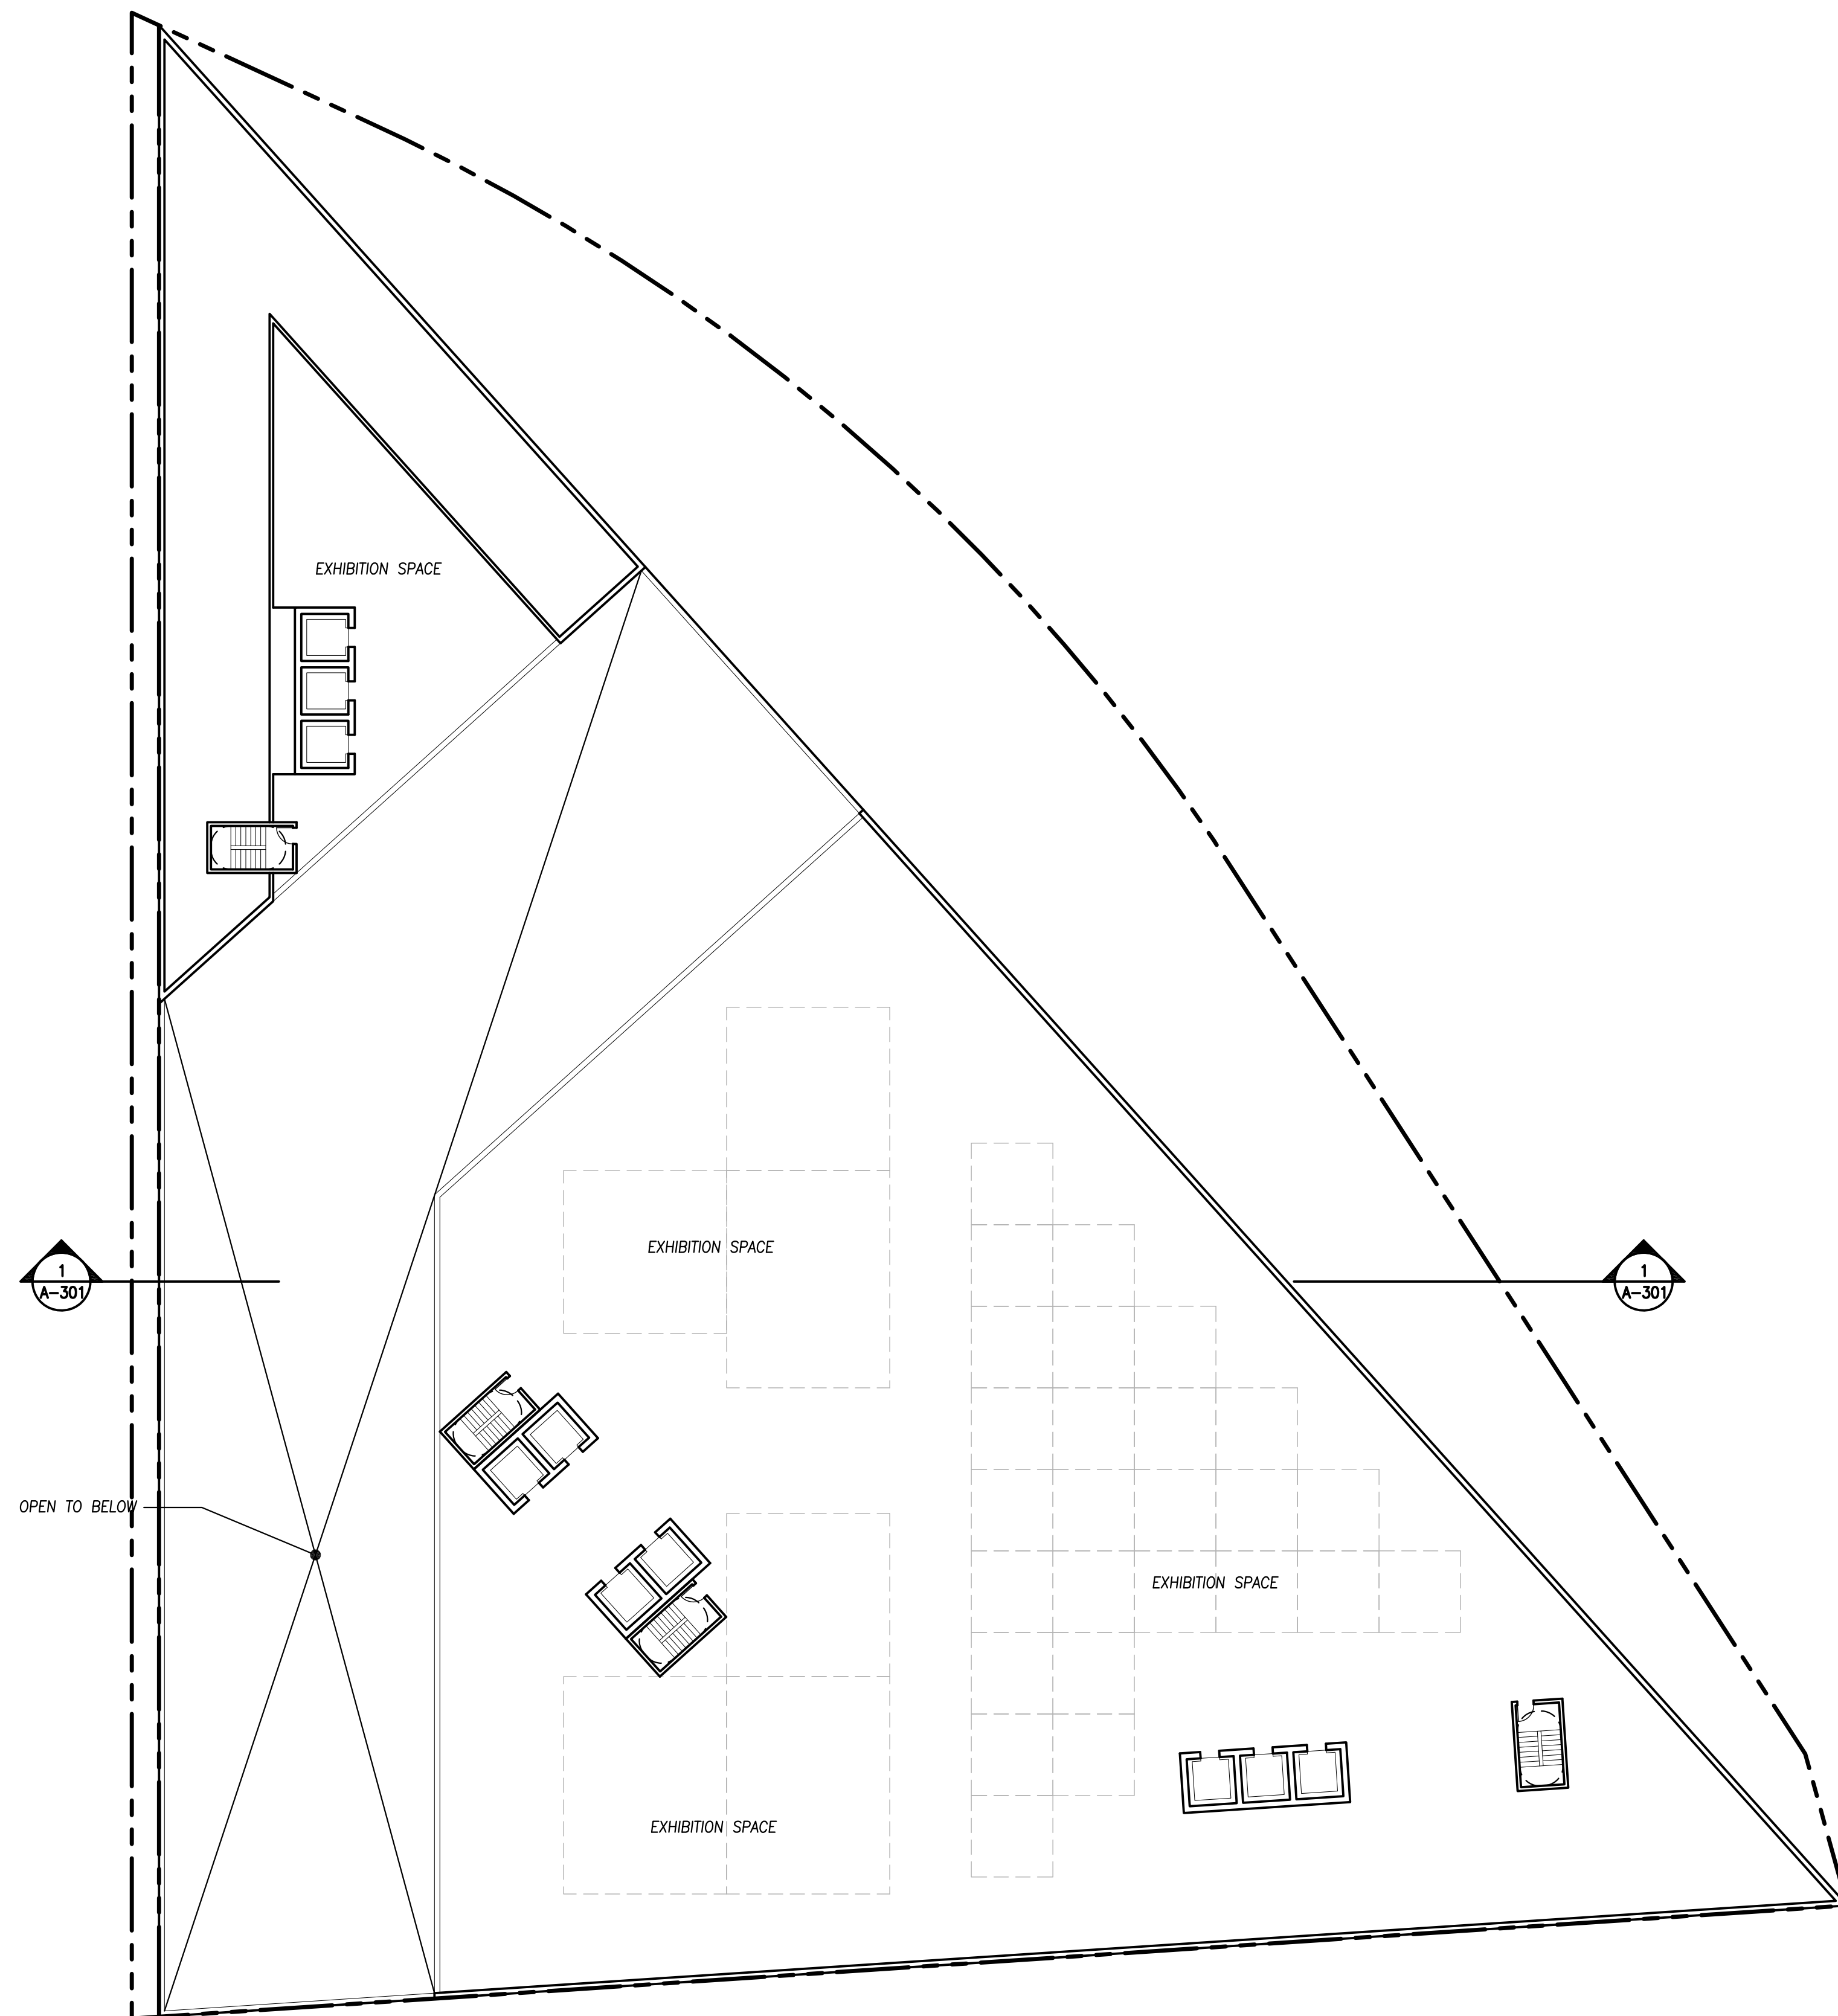 EXHIBITION SPACE
EXHIBITION SPACE
1
A-301
1
A-301
OPEN TO BELOW
EXHIBITION SPACE
EXHIBITION SPACE